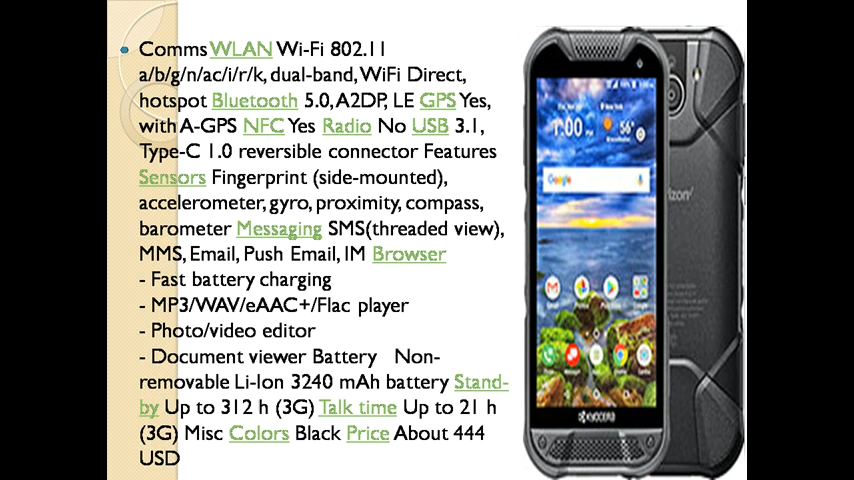 Comms WLAN Wi-Fi 802.11
a/b/g/n/ac/i/r/k, dual-band, WiFi Direct,
hotspot Bluetooth 5.0, A2DP, LE GPS Yes,
with A-GPS NFC Yes Radio No USB 3.1,
Type-C 1.0 reversible connector Features
Sensors Fingerprint (side-mounted),
accelerometer, gyro, proximity, compass,
barometer Messaging SMS(threaded view),
MMS, Email, Push Email, IM Browser
- Fast battery charging
- MP3/WAV/eAAC+/Flac player
- Photo/video editor
- Document viewer Battery Non-
removable Li-Ion 3240 mAh battery Stand-
by Up to 312 h (3G) Talk time Up to 21 h
(3G) Misc Colors Black Price About 444
USD
1:00 PM
56°
Google
KYOCERA